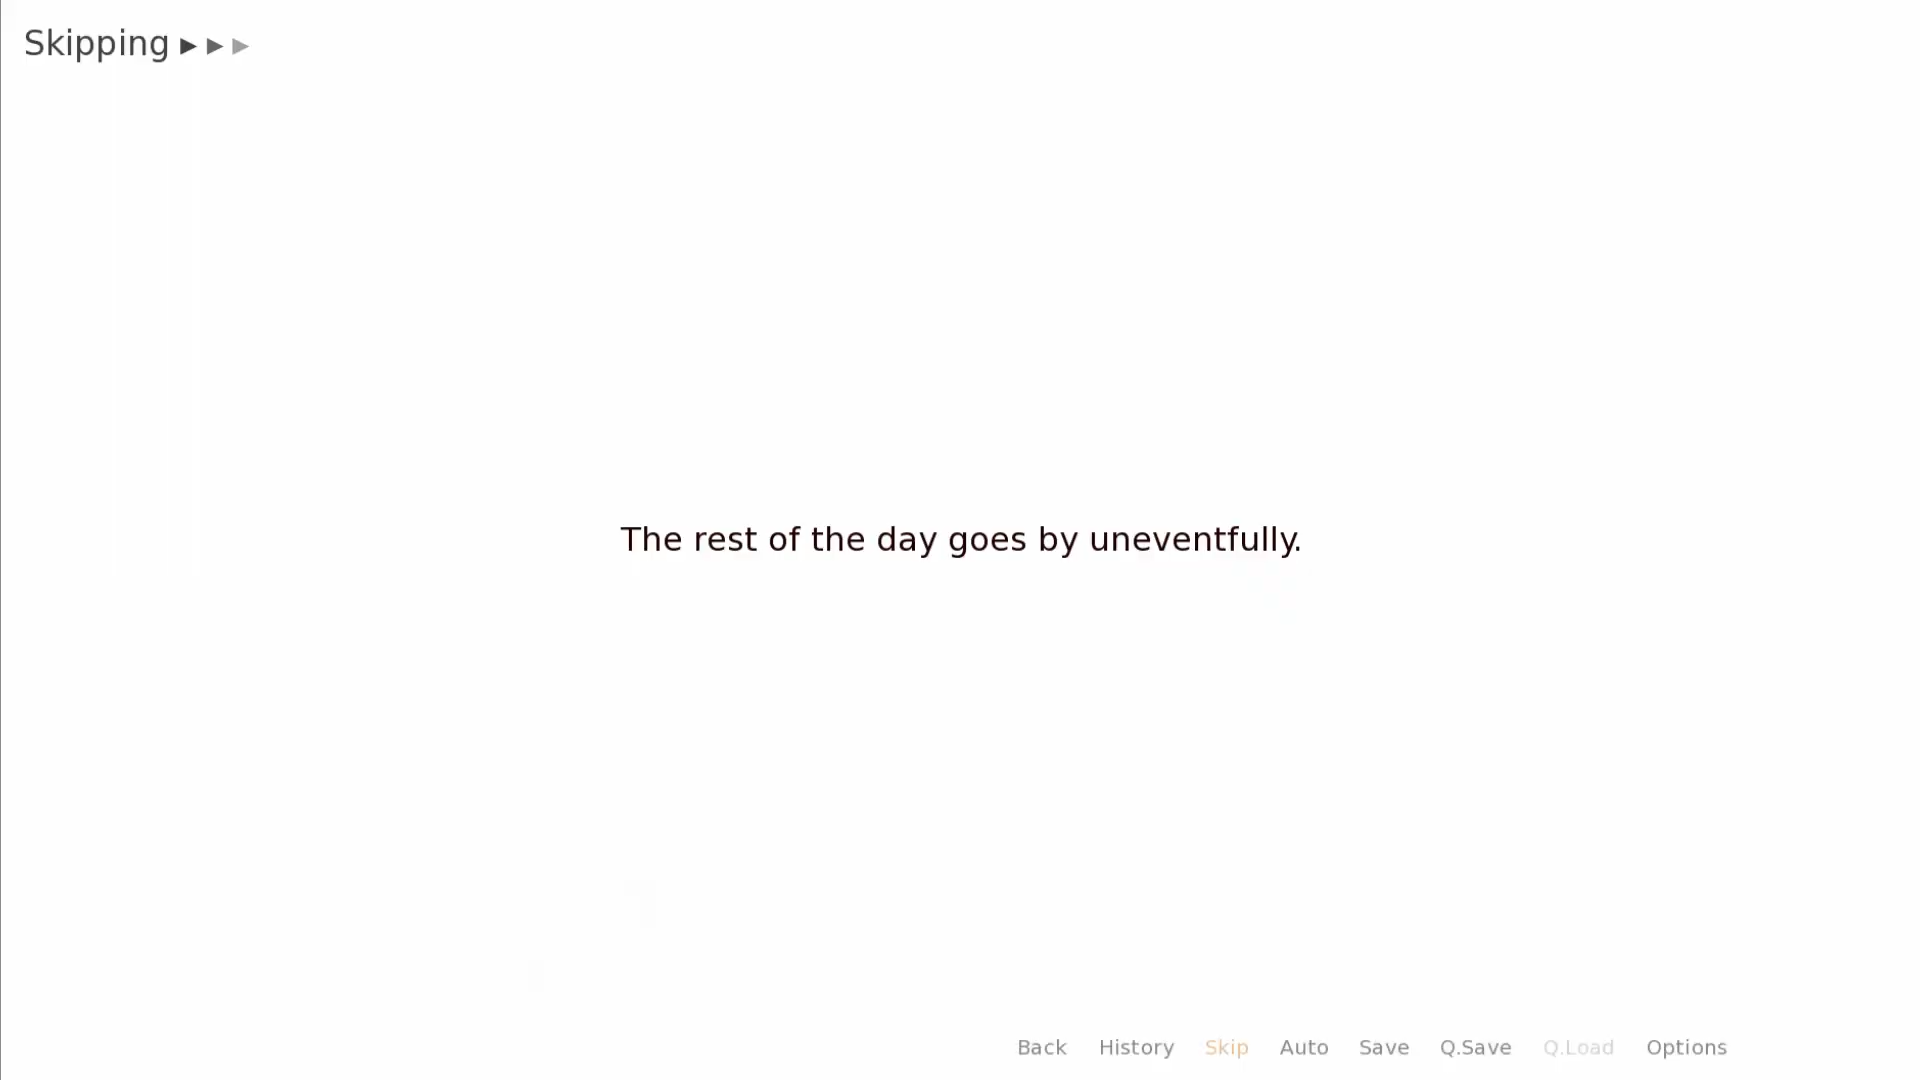 Skipping ▸ ▸ ▸
The rest of the day goes by uneventfully.
Back History Skip Auto Save Q.Save Q.Load Options